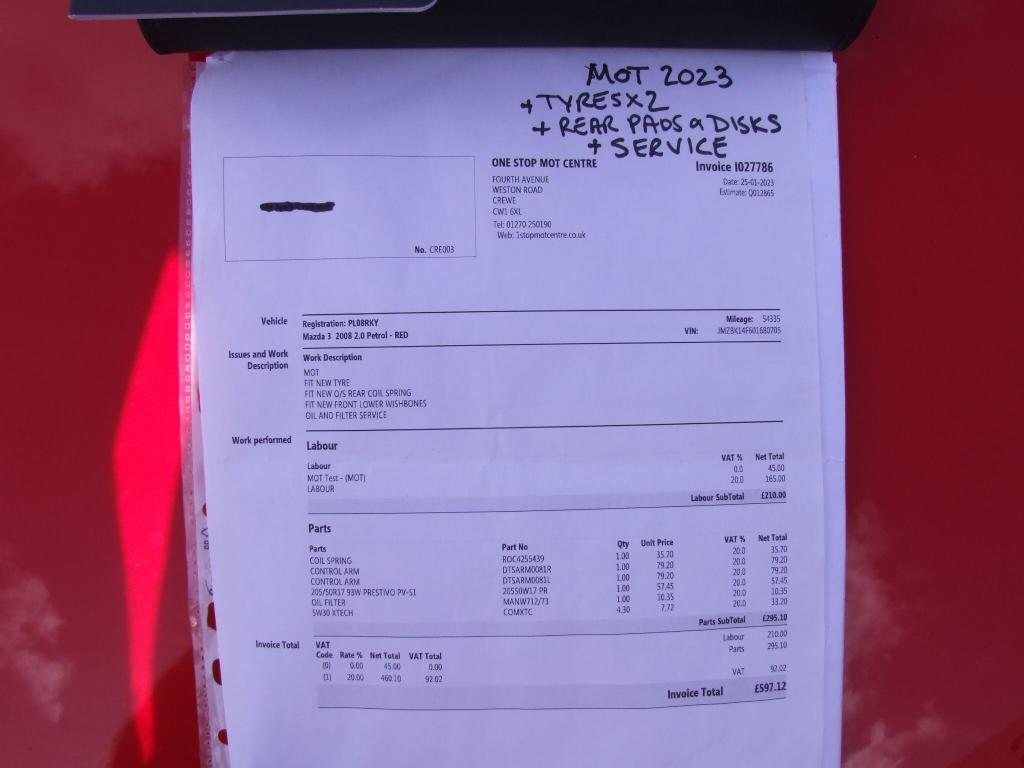 MOT 2023
+ TYRES X 2
+ REAR PADS & DISKS
+ SERVICE
ONE STOP MOT CENTRE
FOURTH AVENUE
WESTON ROAD
CREWE
CW1 6XL
Tel: 01270 250190
Web: 1stopmotcentre.co.uk
Invoice I027786
Date: 25-01-2023
Estimate: Q012865
No. CRE003
Vehicle
Registration: PL08RKY
Mazda 3 2008 2.0 Petrol - RED
Mileage: 54335
VIN: JMZBK14F601680705
Issues and Work
Description
Work Description
MOT
FIT NEW TYRE
FIT NEW O/S REAR COIL SPRING
FIT NEW FRONT LOWER WISHBONES
OIL AND FILTER SERVICE
Work performed
Labour
Labour VAT % Net Total
MOT Test - (MOT) 0.0 45.00
LABOUR 20.0 165.00
Labour SubTotal £210.00
Parts
Parts Part No Qty Unit Price VAT % Net Total
COIL SPRING ROC4255439 1.00 35.70 20.0 35.70
CONTROL ARM DTSARM0081R 1.00 79.20 20.0 79.20
CONTROL ARM DTSARM0081L 1.00 79.20 20.0 79.20
205/50R17 93W PRESTIVO PV-S1 20550W17 PR 1.00 57.45 20.0 57.45
OIL FILTER MANW712/73 1.00 10.35 20.0 10.35
5W30 XTECH COMXTC 4.30 7.72 20.0 33.20
Parts SubTotal £295.10
Invoice Total
VAT
Code Rate % Net Total VAT Total
(0) 0.00 45.00 0.00
(1) 20.00 460.10 92.02
Labour 210.00
Parts 295.10
VAT 92.02
Invoice Total £597.12